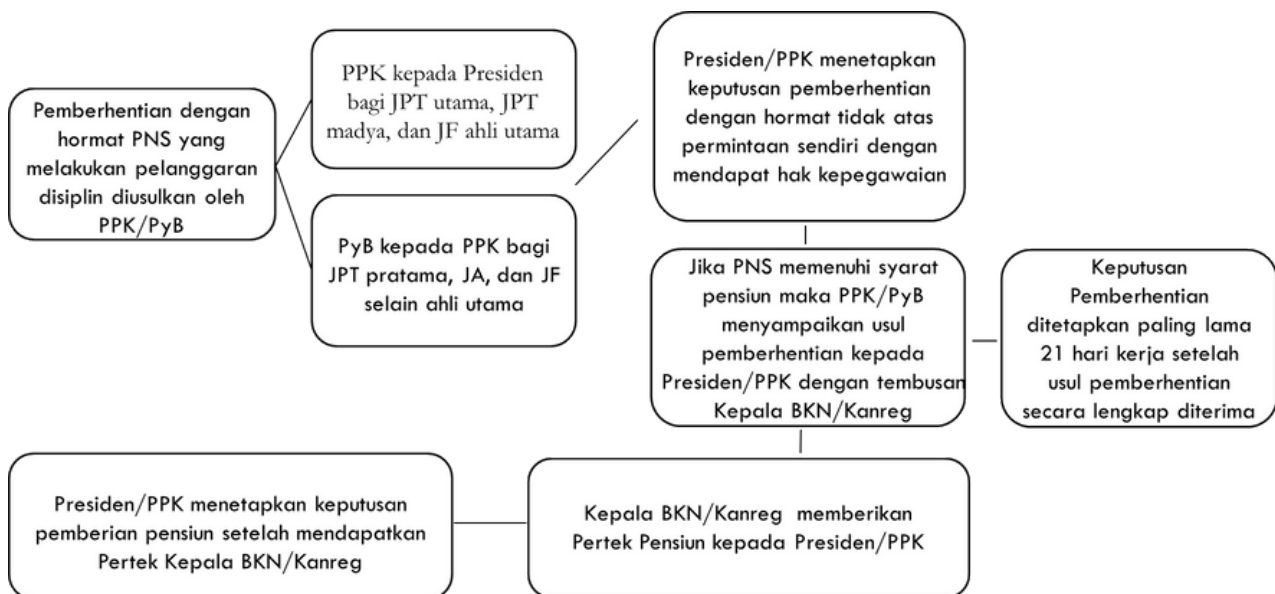 Pemberhentian dengan
hormat PNS yang
melakukan pelanggaran
disiplin diusulkan oleh
PPK/PyB
PPK kepada Presiden
bagi JPT utama, JPT
madya, dan JF ahli utama
PyB kepada PPK bagi
JPT pratama, JA, dan JF
selain ahli utama
Presiden/PPK menetapkan
keputusan pemberhentian
dengan hormat tidak atas
permintaan sendiri dengan
mendapat hak kepegawaian
Jika PNS memenuhi syarat
pensiun maka PPK/PyB
menyampaikan usul
pemberhentian kepada
Presiden/PPK dengan tembusan
Kepala BKN/Kanreg
Keputusan
Pemberhentian
ditetapkan paling lama
21 hari kerja setelah
usul pemberhentian
secara lengkap diterima
Kepala BKN/Kanreg memberikan
Pertek Pensiun kepada Presiden/PPK
Presiden/PPK menetapkan keputusan
pemberian pensiun setelah mendapatkan
Pertek Kepala BKN/Kanreg